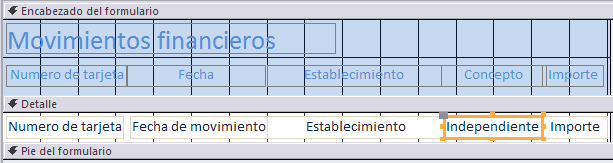 Encabezado del formulario
Movimientos financieros
Numero de tarjeta Fecha Establecimiento Concepto Importe
Detalle
Numero de tarjeta Fecha de movimiento Establecimiento Independiente Importe
Pie del formulario